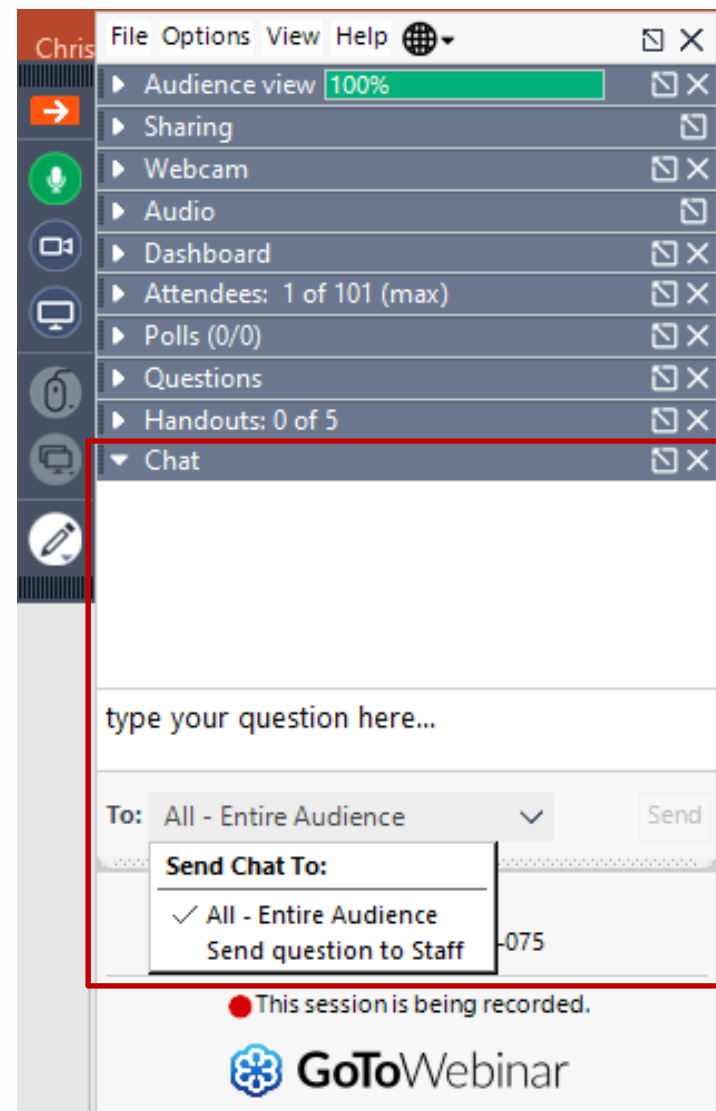 Chris
File Options View Help
Audience view 100%
Sharing
Webcam
Audio
Dashboard
Attendees: 1 of 101 (max)
Polls (0/0)
Questions
Handouts: 0 of 5
Chat
type your question here...
To: All - Entire Audience Send
Send Chat To:
All - Entire Audience
Send question to Staff
-075
This session is being recorded.
GoToWebinar